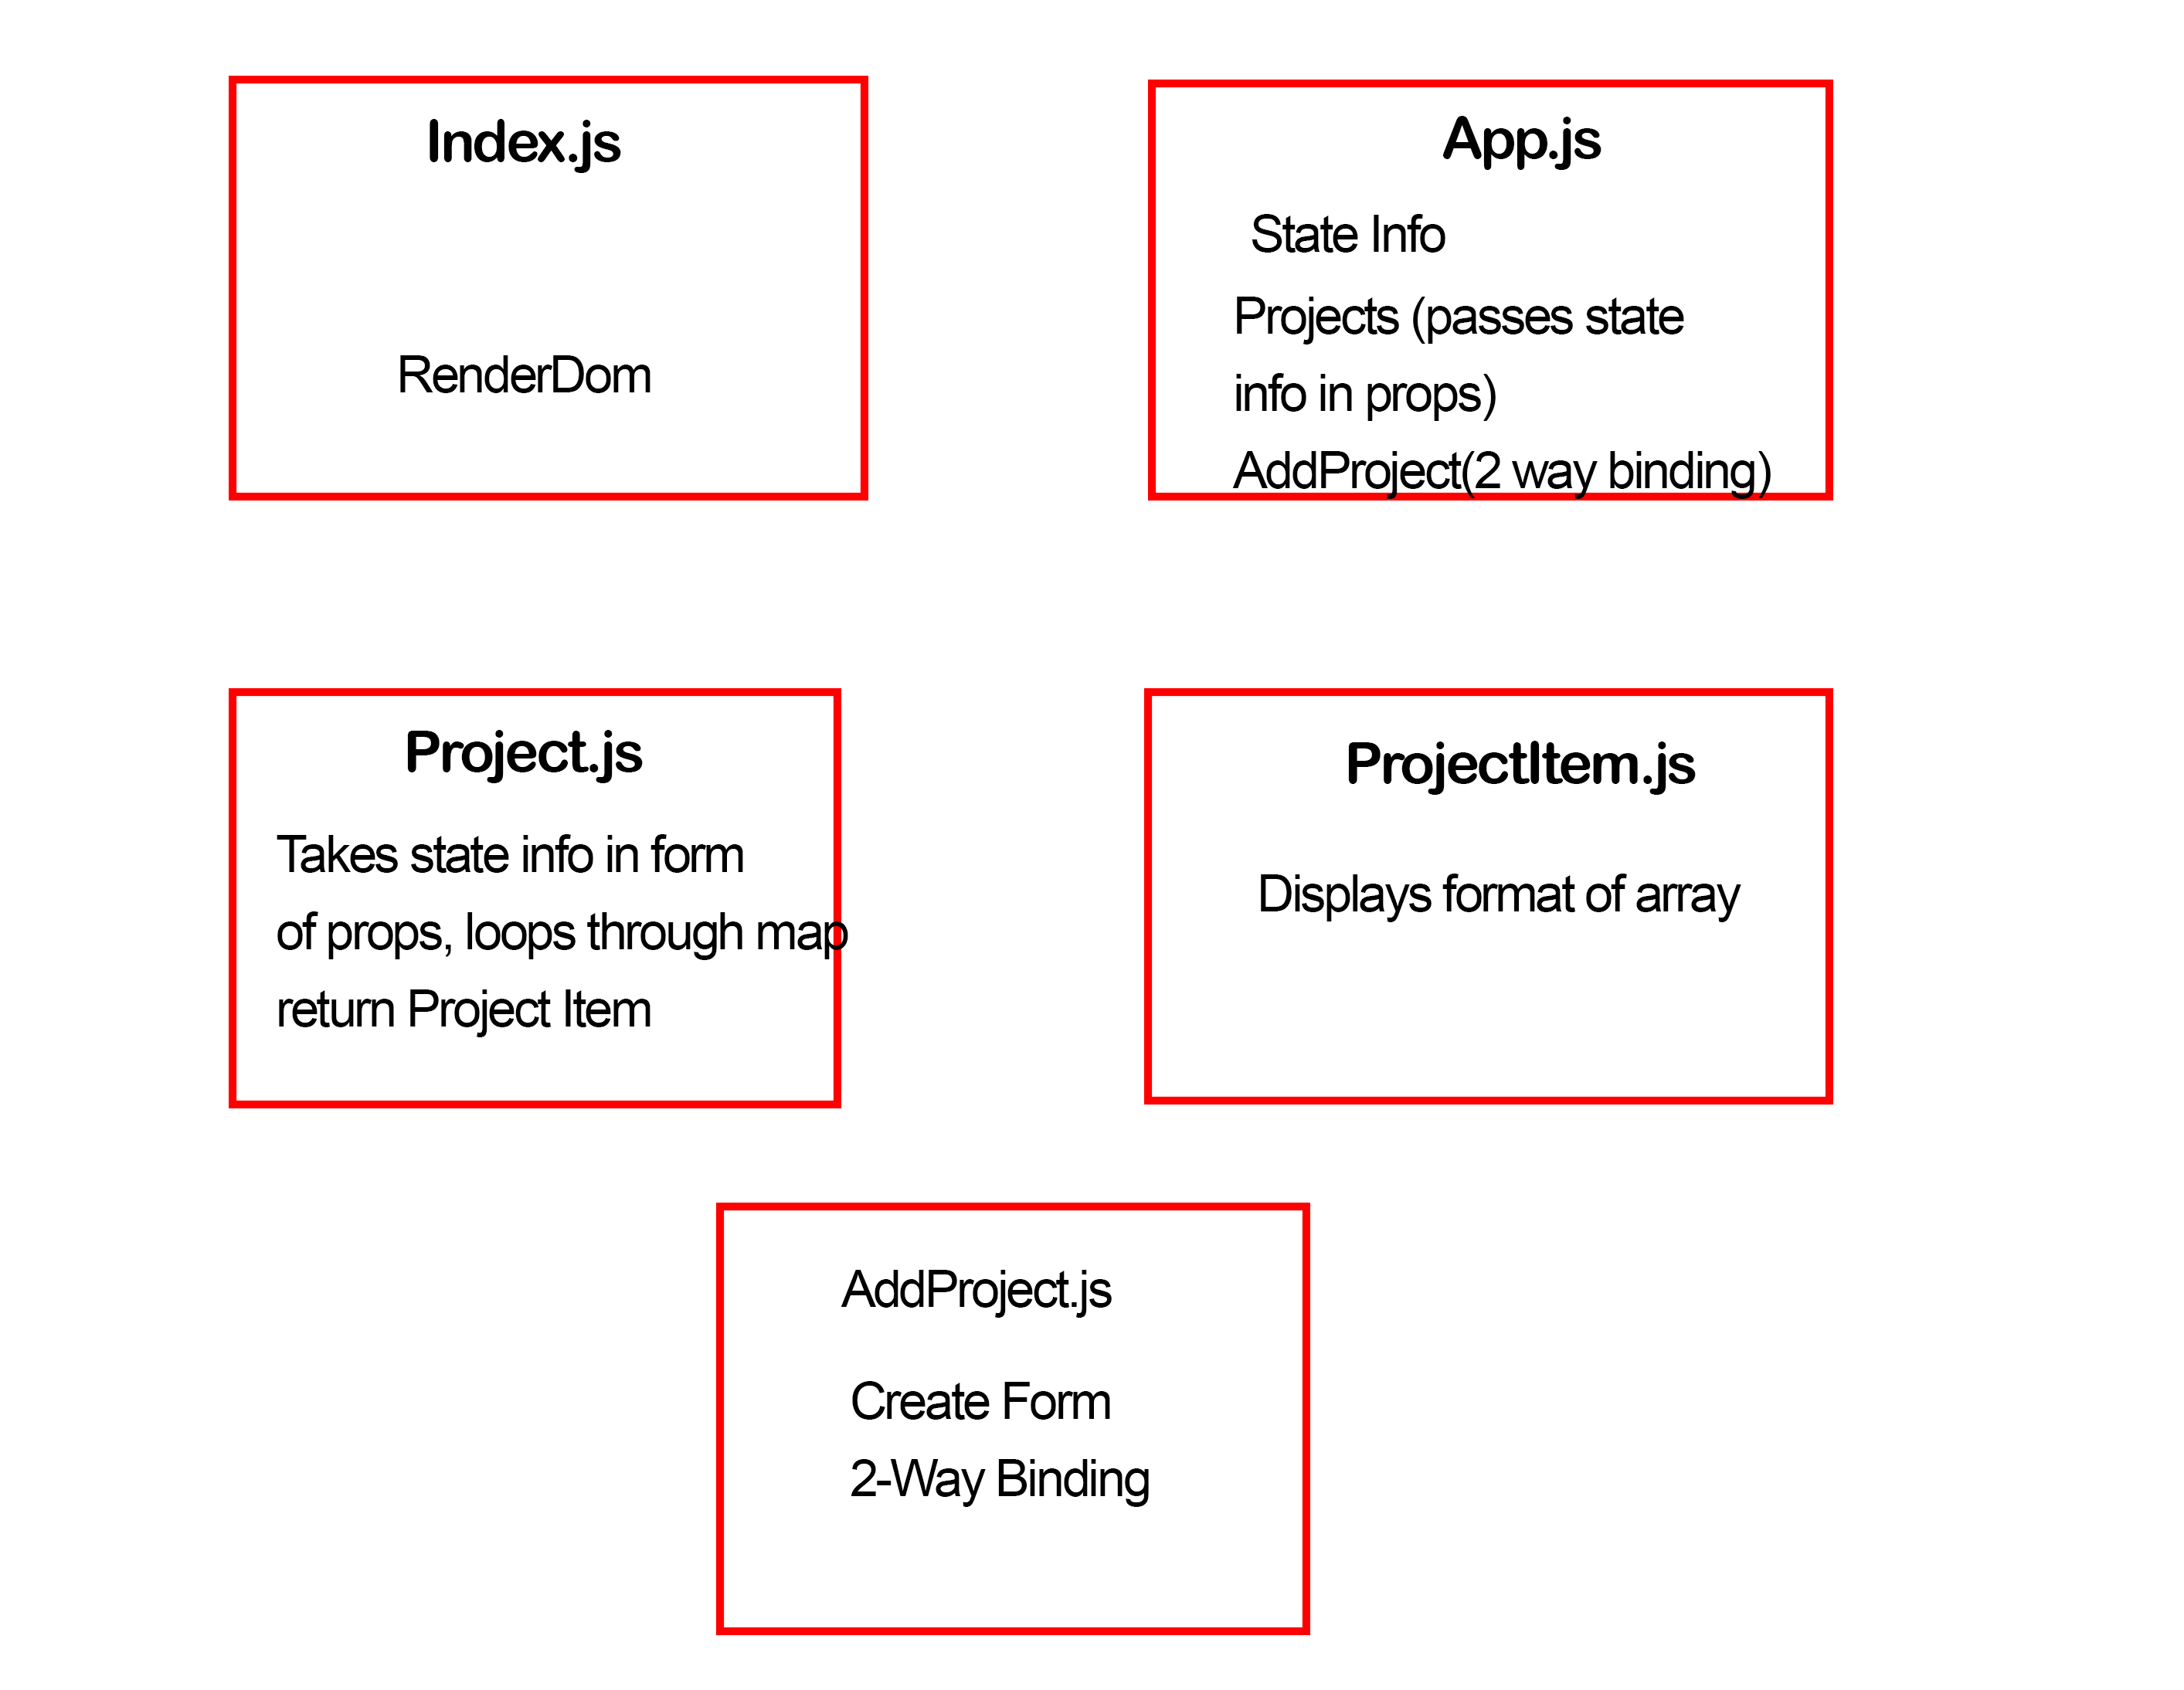 Index.js
RenderDom
App.js
State Info
Projects (passes state
info in props)
AddProject(2 way binding)
Project.js
Takes state info in form
of props, loops through map
return Project Item
ProjectItem.js
Displays format of array
AddProject.js
Create Form
2-Way Binding